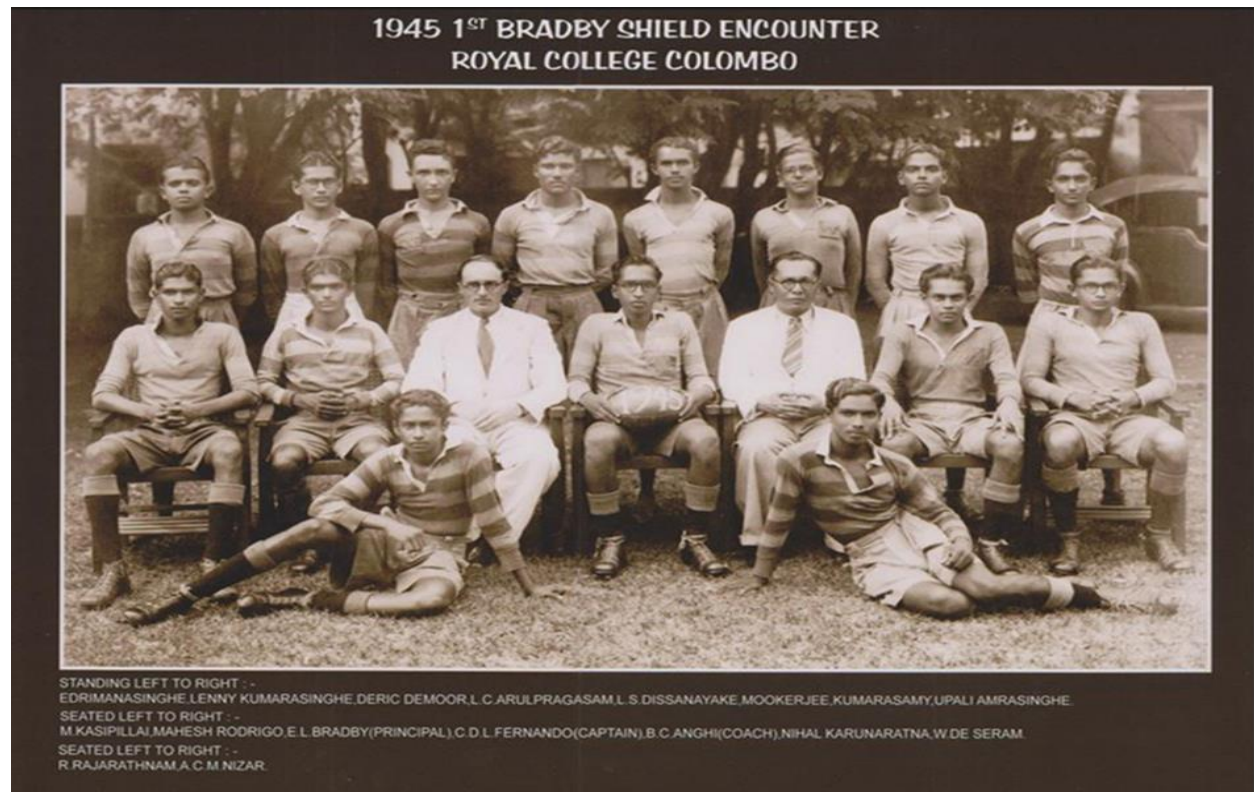 1945 1ST BRADBY SHIELD ENCOUNTER
ROYAL COLLEGE COLOMBO
1945
STANDING LEFT TO RIGHT : -
EDRIMANASINGHE,LENNY KUMARASINGHE,DERIC DEMOOR,L.C.ARULPRAGASAM,L.S.DISSANAYAKE,MOOKERJEE,KUMARASAMY,UPALI AMRASINGHE.
SEATED LEFT TO RIGHT : -
M.KASIPILLAI,MAHESH RODRIGO,E.L.BRADBY(PRINCIPAL),C.D.L.FERNANDO(CAPTAIN),B.C.ANGHI(COACH),NIHAL KARUNARATNA,W.DE SERAM.
SEATED LEFT TO RIGHT : -
R.RAJARATHNAM,A.C.M.NIZAR.